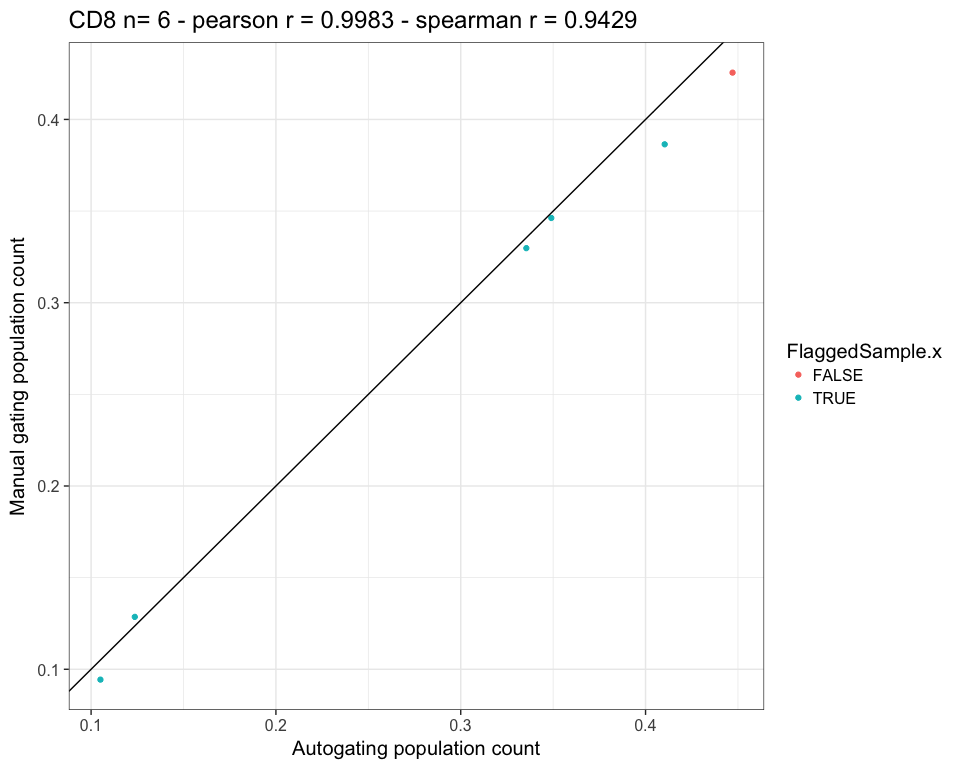 CD8 n= 6 - pearson r = 0.9983 - spearman r = 0.9429
Manual gating population count
0.4
0.3
0.2
0.1
0.1 0.2 0.3 0.4
Autogating population count
FlaggedSample.x
FALSE
TRUE